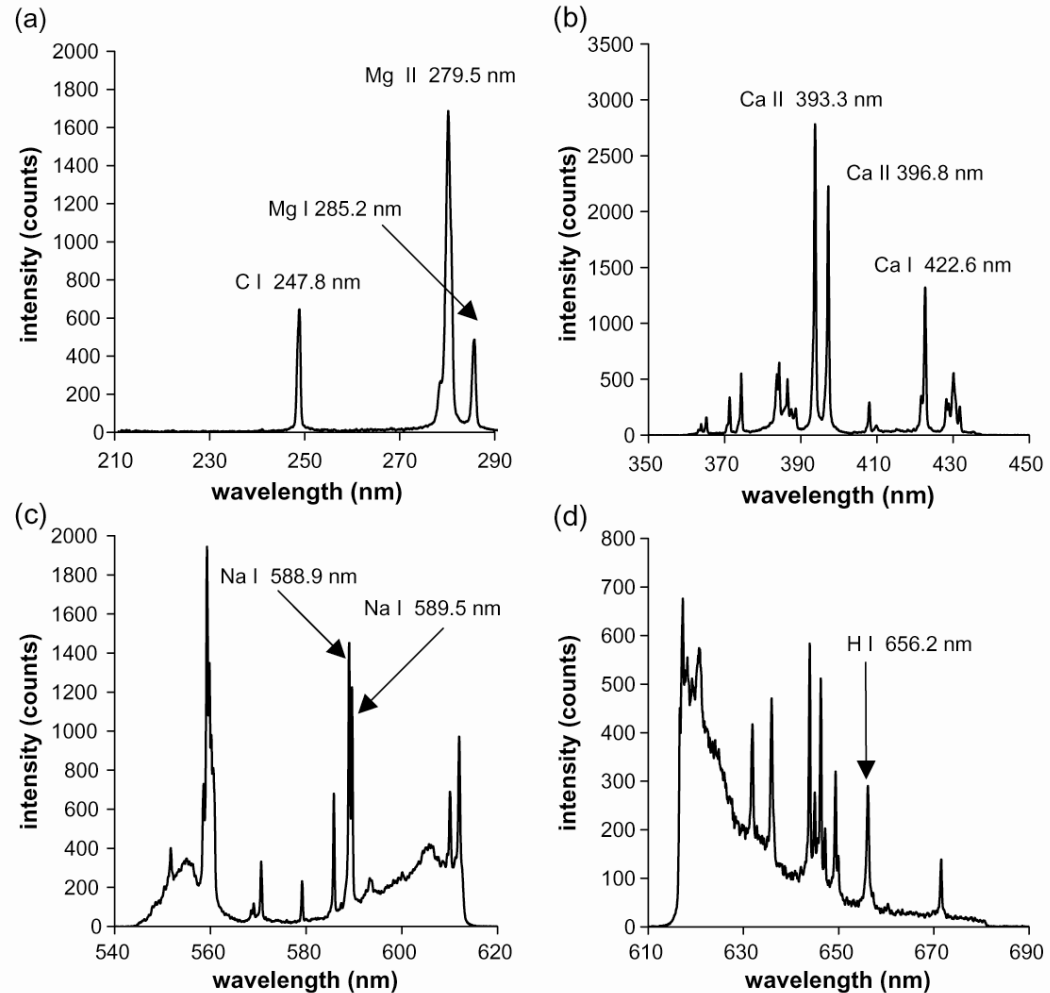 (a)
2000
1800
1600
1400
1200
1000
800
600
400
200
0
intensity (counts)
Mg II 279.5 nm
Mg I 285.2 nm
C I 247.8 nm
210 230 250 270 290
wavelength (nm)
(b)
3500
3000
2500
2000
1500
1000
500
0
intensity (counts)
Ca II 393.3 nm
Ca II 396.8 nm
Ca I 422.6 nm
350 370 390 410 430 450
wavelength (nm)
(c)
2000
1800
1600
1400
1200
1000
800
600
400
200
0
intensity (counts)
Na I 588.9 nm
Na I 589.5 nm
540 560 580 600 620
wavelength (nm)
(d)
800
700
600
500
400
300
200
100
0
intensity (counts)
H I 656.2 nm
610 630 650 670 690
wavelength (nm)